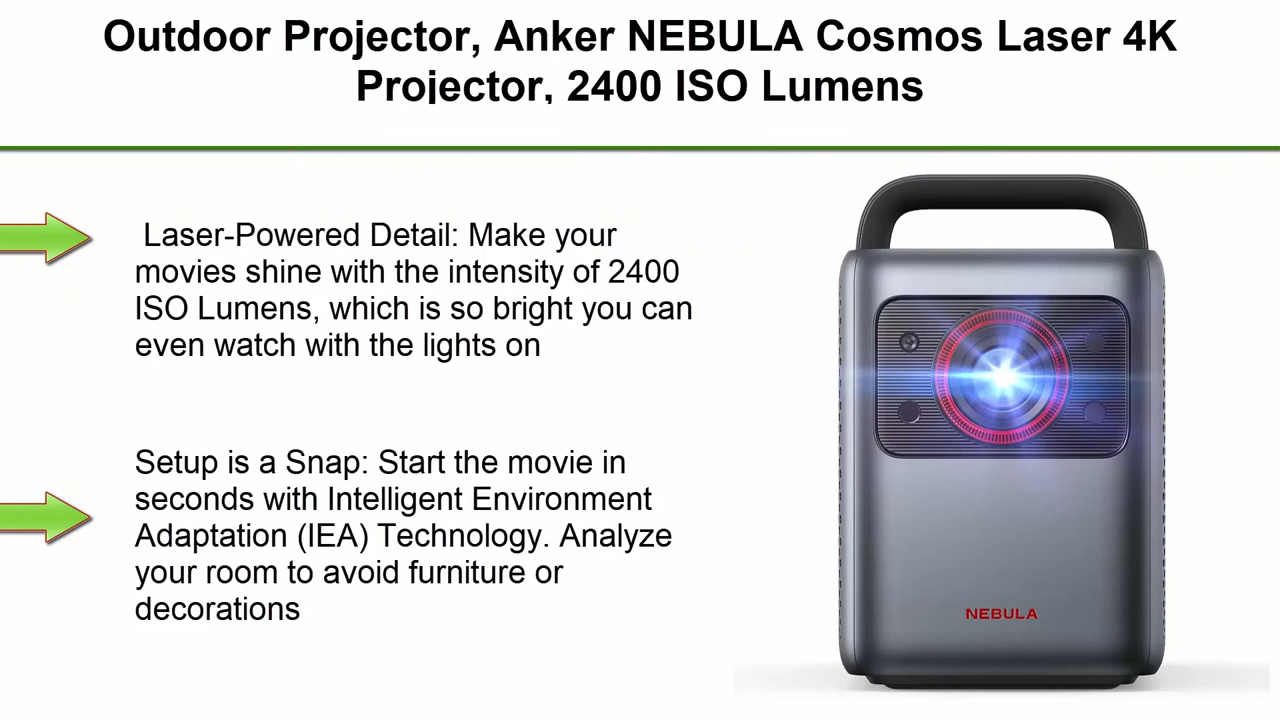 Outdoor Projector, Anker NEBULA Cosmos Laser 4K
Projector, 2400 ISO Lumens
Laser-Powered Detail: Make your
movies shine with the intensity of 2400
ISO Lumens, which is so bright you can
even watch with the lights on
Setup is a Snap: Start the movie in
seconds with Intelligent Environment
Adaptation (IEA) Technology. Analyze
your room to avoid furniture or
decorations
NEBULA